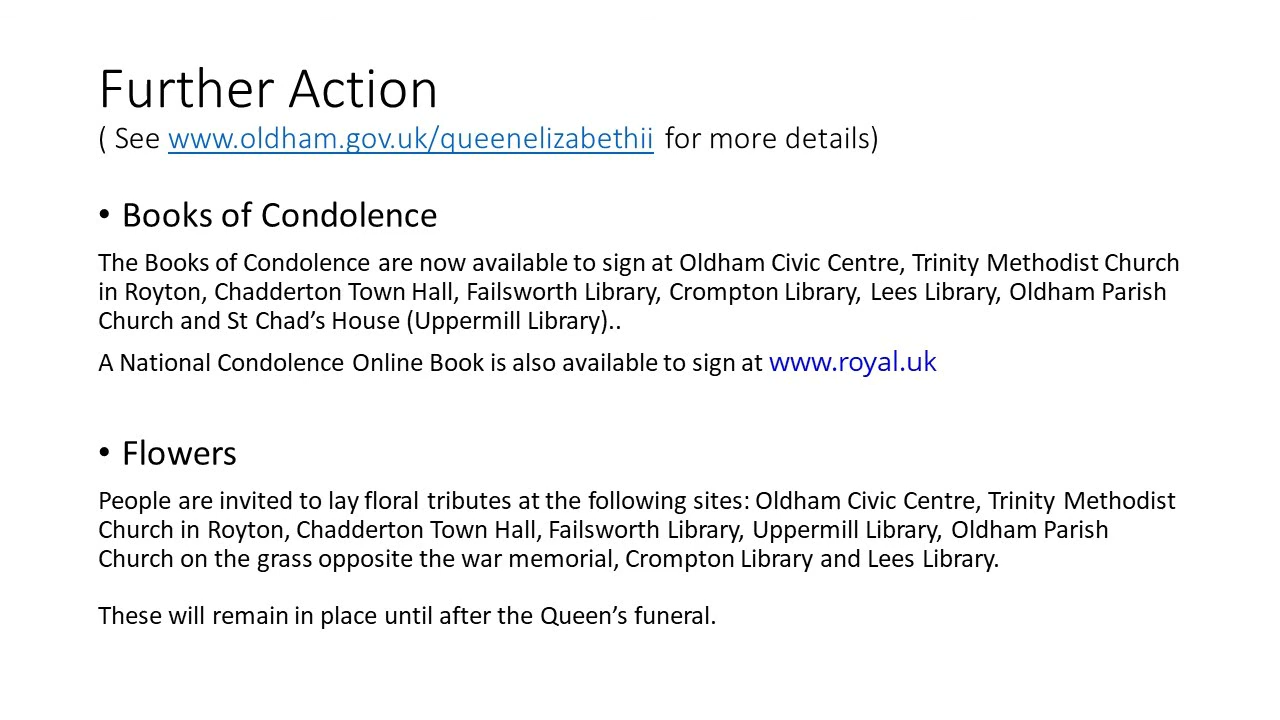 Further Action
( See www.oldham.gov.uk/queenelizabethii for more details)
• Books of Condolence
The Books of Condolence are now available to sign at Oldham Civic Centre, Trinity Methodist Church
in Royton, Chadderton Town Hall, Failsworth Library, Crompton Library, Lees Library, Oldham Parish
Church and St Chad’s House (Uppermill Library)..
A National Condolence Online Book is also available to sign at www.royal.uk
• Flowers
People are invited to lay floral tributes at the following sites: Oldham Civic Centre, Trinity Methodist
Church in Royton, Chadderton Town Hall, Failsworth Library, Uppermill Library, Oldham Parish
Church on the grass opposite the war memorial, Crompton Library and Lees Library.
These will remain in place until after the Queen’s funeral.